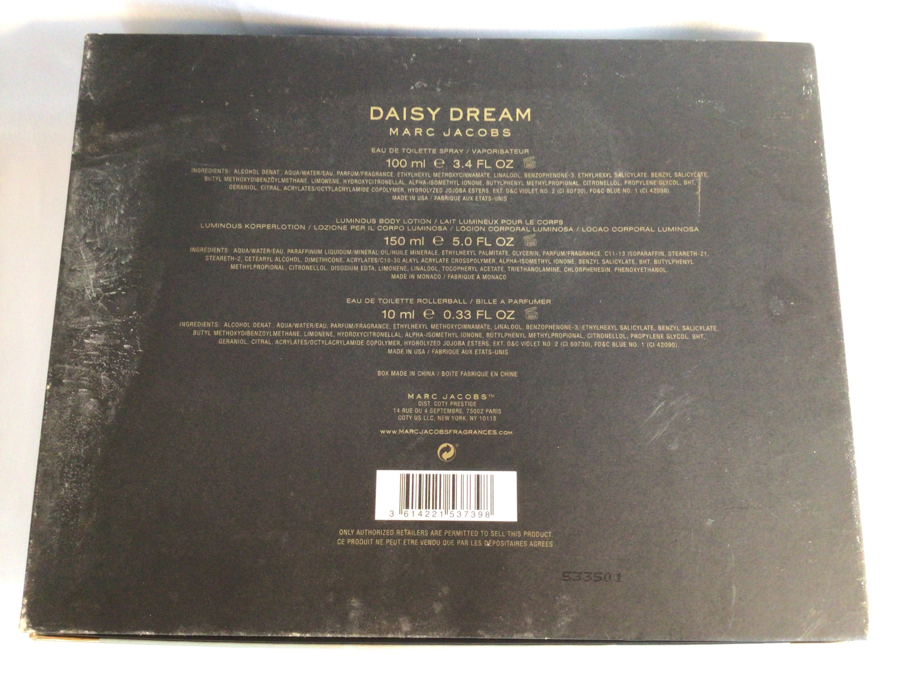 DAISY DREAM
MARC JACOBS
EAU DE TOILETTE SPRAY / VAPORISATEUR
100 ml ℮ 3.4 FL OZ
INGREDIENTS: ALCOHOL DENAT., AQUA/WATER/EAU, PARFUM/FRAGRANCE, ETHYLHEXYL METHOXYCINNAMATE, LINALOOL, BENZOPHENONE-3, ETHYLHEXYL SALICYLATE, BENZYL SALICYLATE,
BUTYL METHOXYDIBENZOYLMETHANE, LIMONENE, HYDROXYCITRONELLAL, ALPHA-ISOMETHYL IONONE, BUTYLPHENYL METHYLPROPIONAL, CITRONELLOL, PROPYLENE GLYCOL, BHT,
GERANIOL, CITRAL, ACRYLATES/OCTYLACRYLAMIDE COPOLYMER, HYDROLYZED JOJOBA ESTERS, EXT. D&C VIOLET NO. 2 (CI 60730), FD&C BLUE NO. 1 (CI 42090).
MADE IN USA / FABRIQUE AUX ETATS-UNIS
LUMINOUS BODY LOTION / LAIT LUMINEUX POUR LE CORPS
LUMINOUS KORPERLOTION / LOZIONE PER IL CORPO LUMINOSA / LOCION CORPORAL LUMINOSA / LOCAO CORPORAL LUMINOSA
150 ml ℮ 5.0 FL OZ
INGREDIENTS: AQUA/WATER/EAU, PARAFFINUM LIQUIDUM/MINERAL OIL/HUILE MINERALE, ETHYLHEXYL PALMITATE, GLYCERIN, PARFUM/FRAGRANCE, C11-13 ISOPARAFFIN, STEARETH-21,
STEARETH-2, CETEARYL ALCOHOL, DIMETHICONE, ACRYLATES/C10-30 ALKYL ACRYLATE CROSSPOLYMER, ALPHA-ISOMETHYL IONONE, BENZYL SALICYLATE, BHT, BUTYLPHENYL
METHYLPROPIONAL, CITRONELLOL, DISODIUM EDTA, LIMONENE, LINALOOL, TOCOPHERYL ACETATE, TRIETHANOLAMINE, CHLORPHENESIN, PHENOXYETHANOL.
MADE IN MONACO / FABRIQUE A MONACO
EAU DE TOILETTE ROLLERBALL / BILLE A PARFUMER
10 ml ℮ 0.33 FL OZ
INGREDIENTS: ALCOHOL DENAT., AQUA/WATER/EAU, PARFUM/FRAGRANCE, ETHYLHEXYL METHOXYCINNAMATE, LINALOOL, BENZOPHENONE-3, ETHYLHEXYL SALICYLATE, BENZYL SALICYLATE,
BUTYL METHOXYDIBENZOYLMETHANE, LIMONENE, HYDROXYCITRONELLAL, ALPHA-ISOMETHYL IONONE, BUTYLPHENYL METHYLPROPIONAL, CITRONELLOL, PROPYLENE GLYCOL, BHT,
GERANIOL, CITRAL, ACRYLATES/OCTYLACRYLAMIDE COPOLYMER, HYDROLYZED JOJOBA ESTERS, EXT. D&C VIOLET NO. 2 (CI 60730), FD&C BLUE NO. 1 (CI 42090).
MADE IN USA / FABRIQUE AUX ETATS-UNIS
BOX MADE IN CHINA / BOITE FABRIQUE EN CHINE
MARC JACOBS™
DIST. COTY PRESTIGE
14 RUE DU 4 SEPTEMBRE, 75002 PARIS
COTY US LLC, NEW YORK, NY 10118
WWW.MARCJACOBSFRAGRANCES.COM
3 614221 537398
ONLY AUTHORIZED RETAILERS ARE PERMITTED TO SELL THIS PRODUCT.
CE PRODUIT NE PEUT ETRE VENDU QUE PAR LES DEPOSITAIRES AGREES.
533501